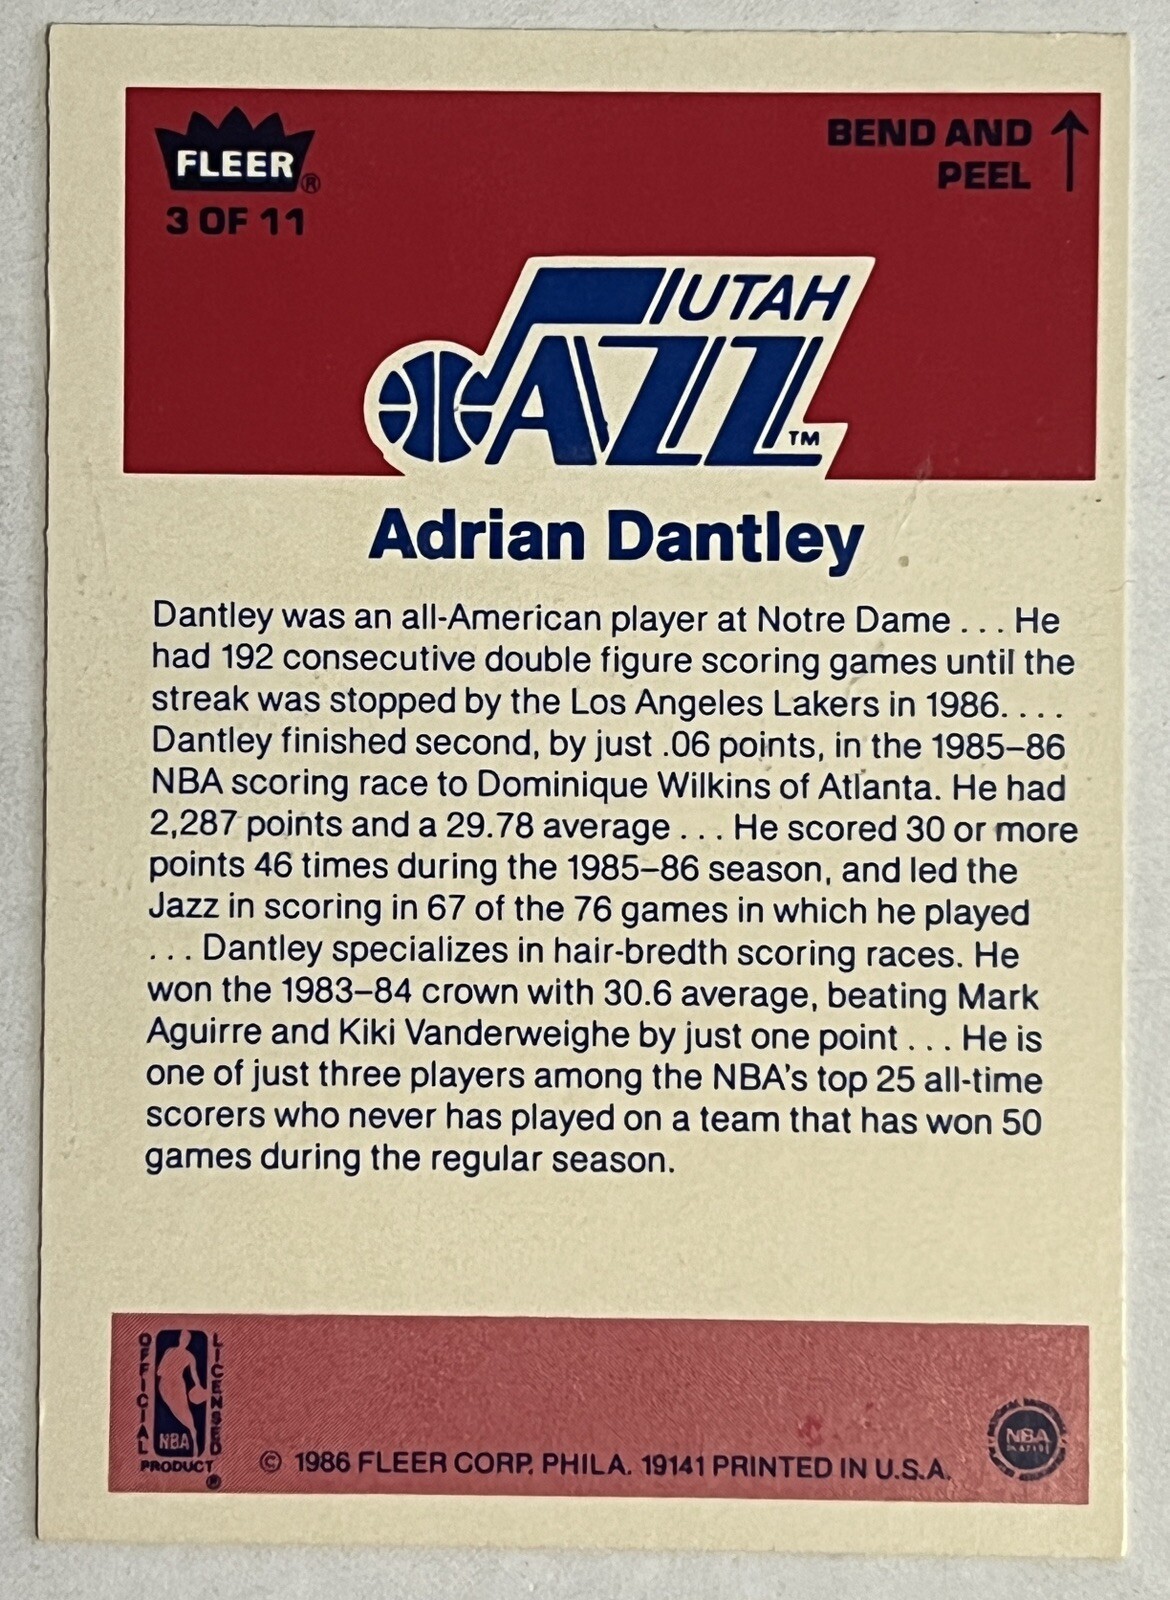 FLEER®
3 OF 11
BEND AND
PEEL
UTAH
JAZZ™
Adrian Dantley
Dantley was an all-American player at Notre Dame . . . He
had 192 consecutive double figure scoring games until the
streak was stopped by the Los Angeles Lakers in 1986. . . .
Dantley finished second, by just .06 points, in the 1985–86
NBA scoring race to Dominique Wilkins of Atlanta. He had
2,287 points and a 29.78 average . . . He scored 30 or more
points 46 times during the 1985–86 season, and led the
Jazz in scoring in 67 of the 76 games in which he played
. . . Dantley specializes in hair-bredth scoring races. He
won the 1983–84 crown with 30.6 average, beating Mark
Aguirre and Kiki Vanderweighe by just one point . . . He is
one of just three players among the NBA's top 25 all-time
scorers who never has played on a team that has won 50
games during the regular season.
OFFICIAL
LICENSED
NBA
PRODUCT
®
© 1986 FLEER CORP. PHILA. 19141 PRINTED IN U.S.A.
NBA